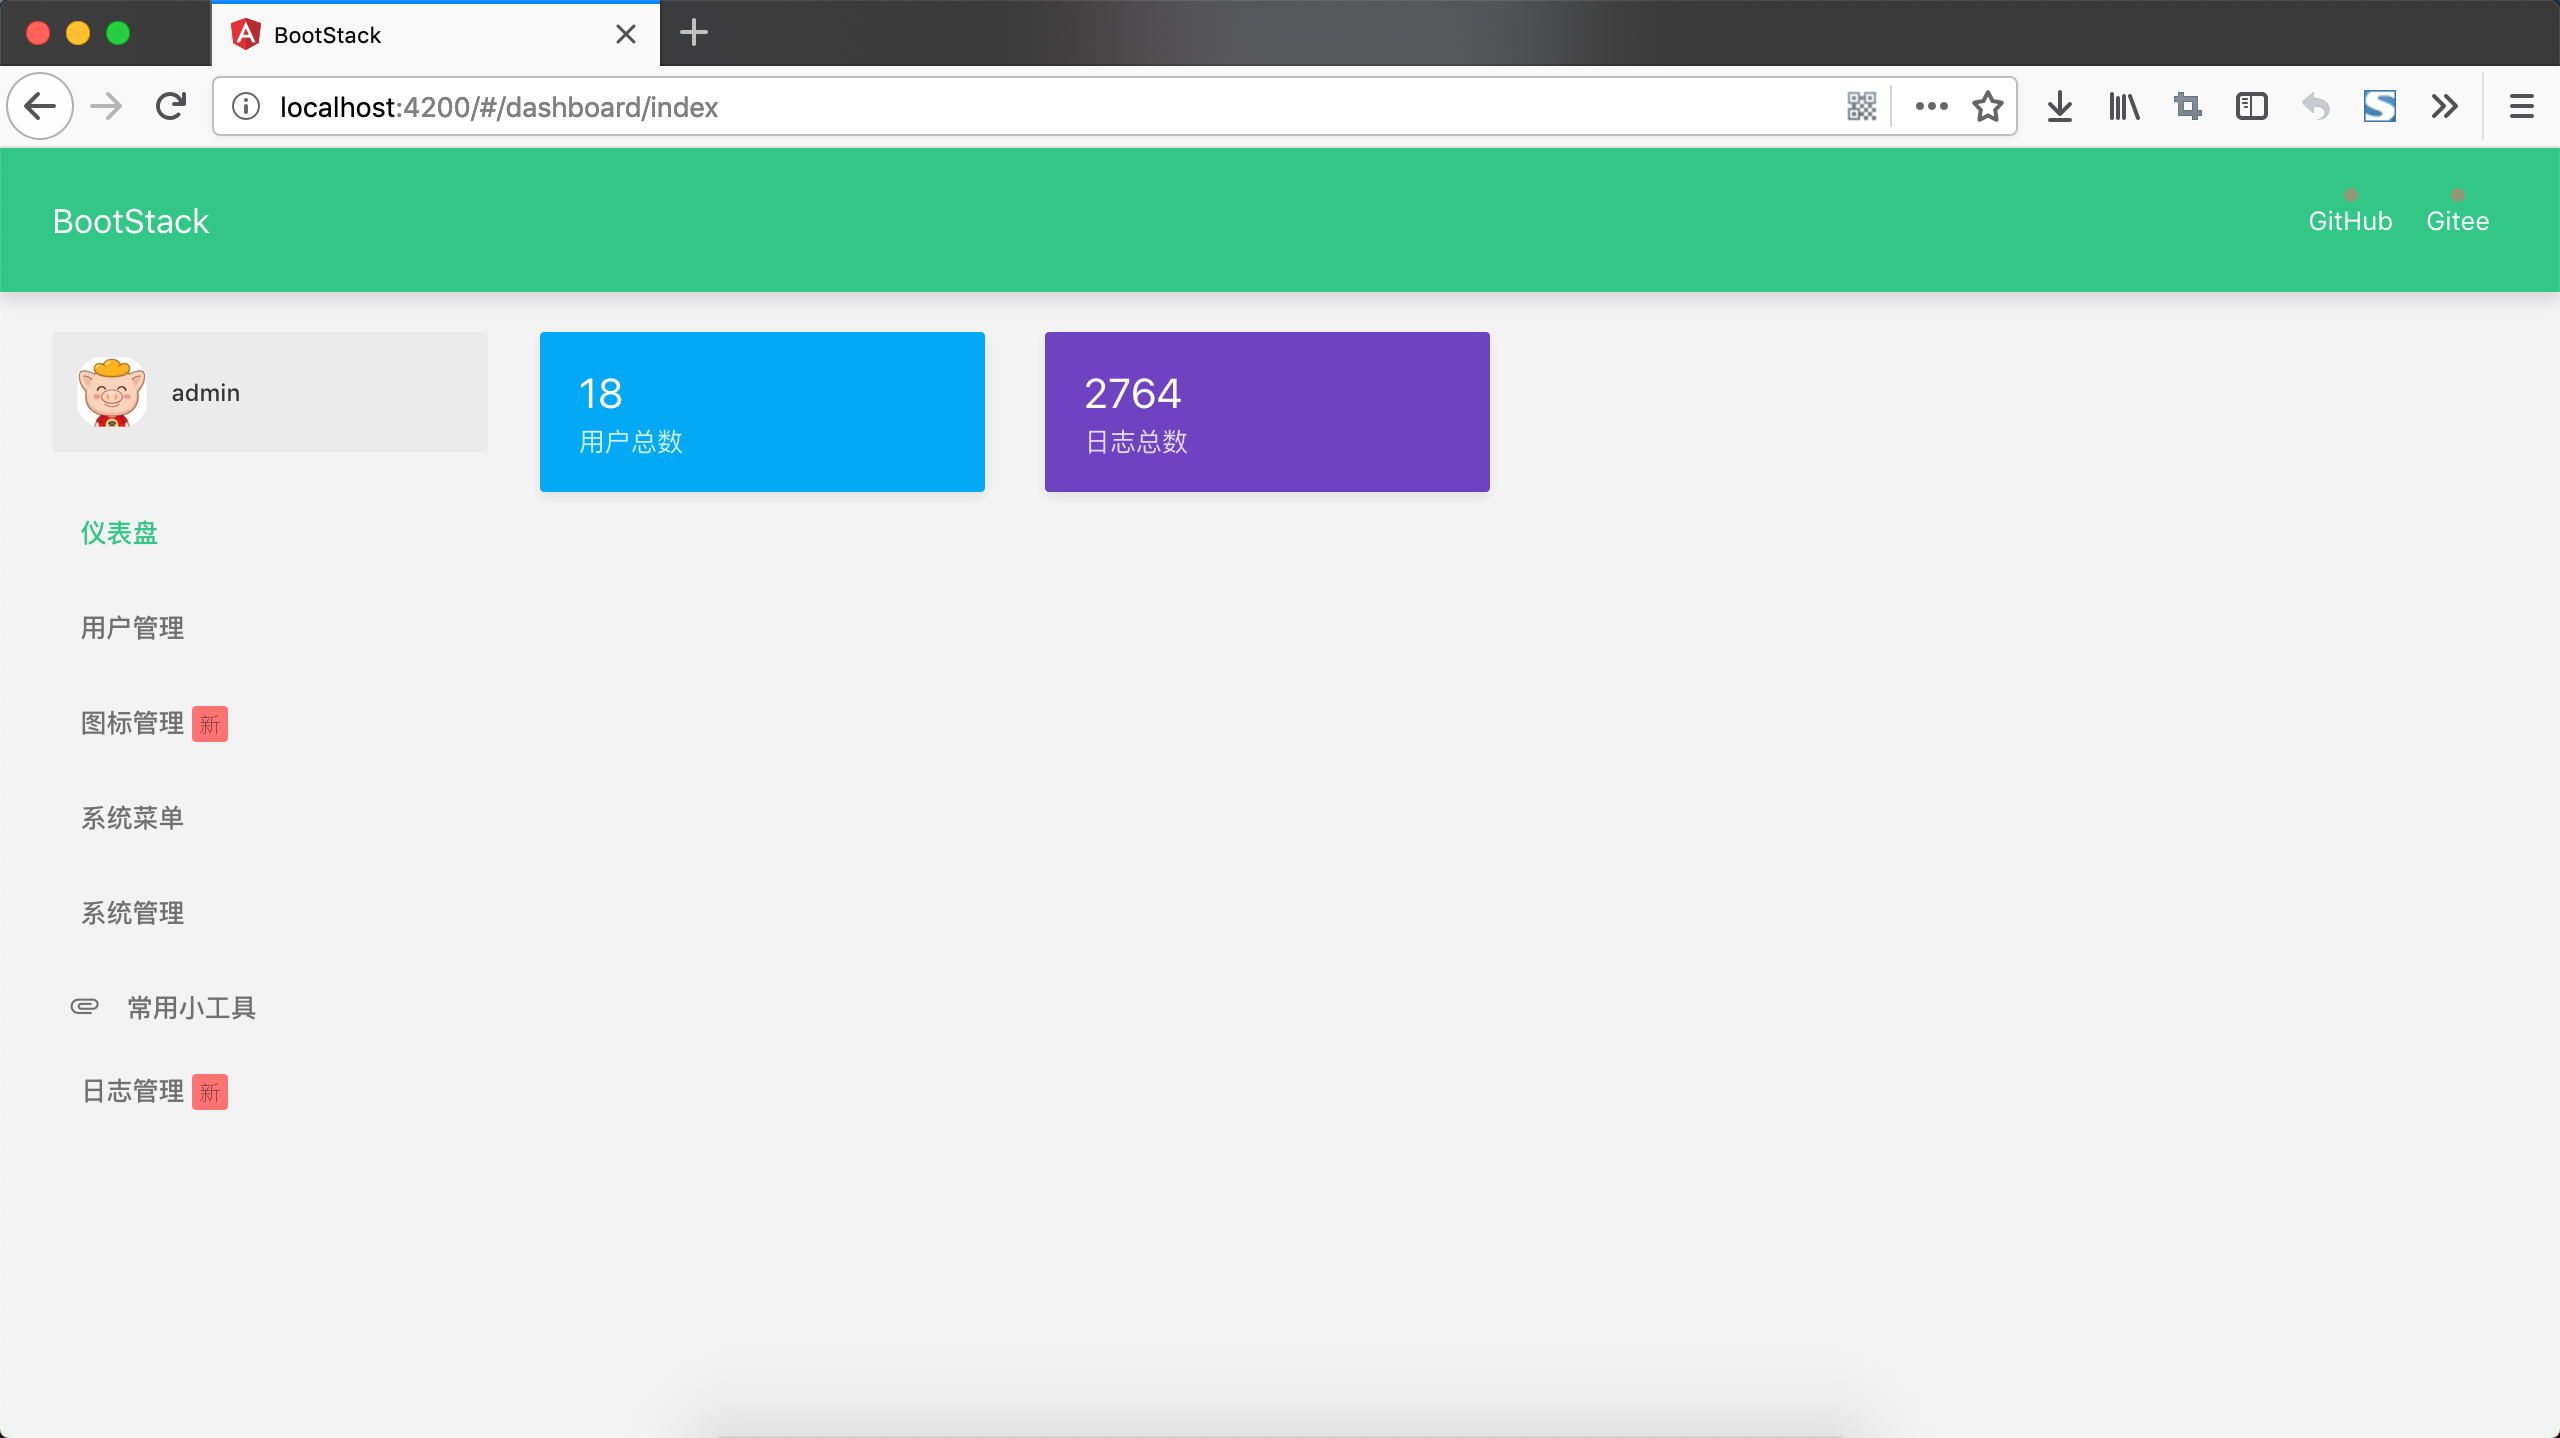 BootStack
localhost:4200/#/dashboard/index
BootStack
GitHub
Gitee
admin
18
用户总数
2764
日志总数
仪表盘
用户管理
图标管理 新
系统菜单
系统管理
常用小工具
日志管理 新